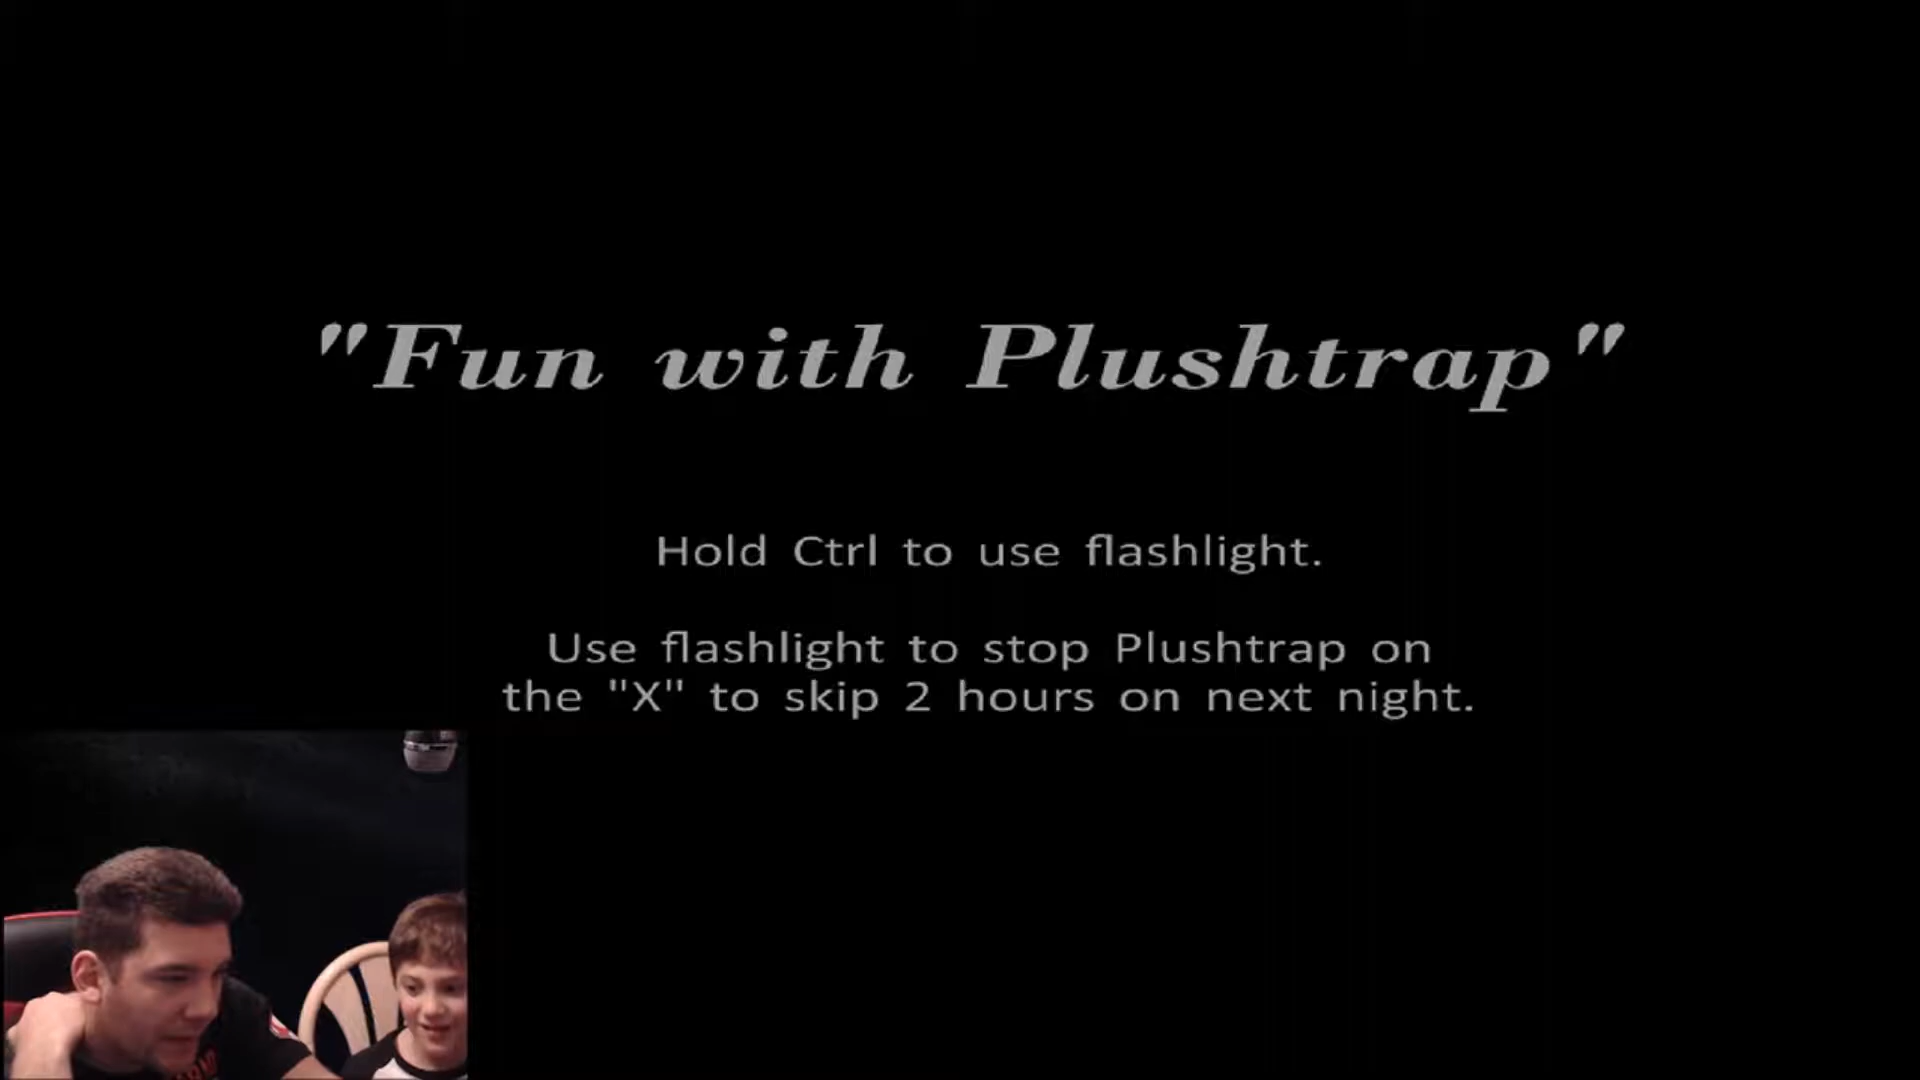 "Fun with Plushtrap"
Hold Ctrl to use flashlight.
Use flashlight to stop Plushtrap on
the "X" to skip 2 hours on next night.